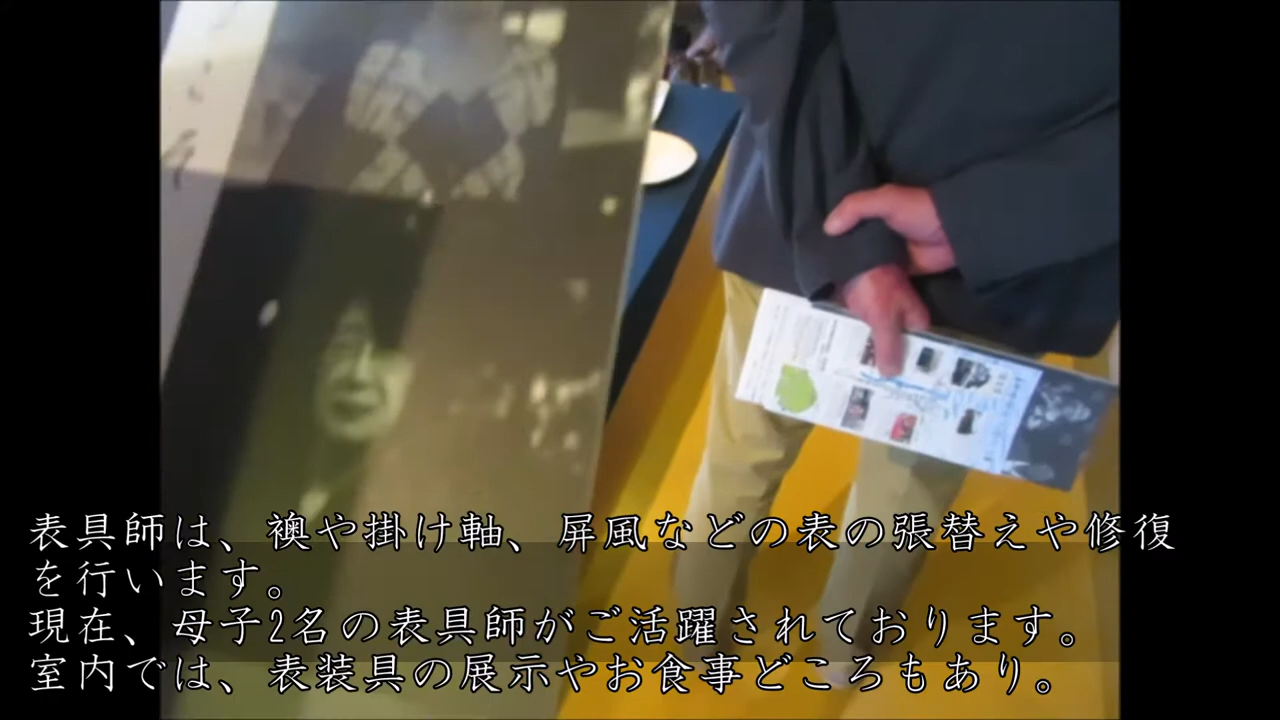 表具師は、襖や掛け軸、屏風などの表の張替えや修復
を行います。
現在、母子2名の表具師がご活躍されております。
室内では、表装具の展示やお食事どころもあり。